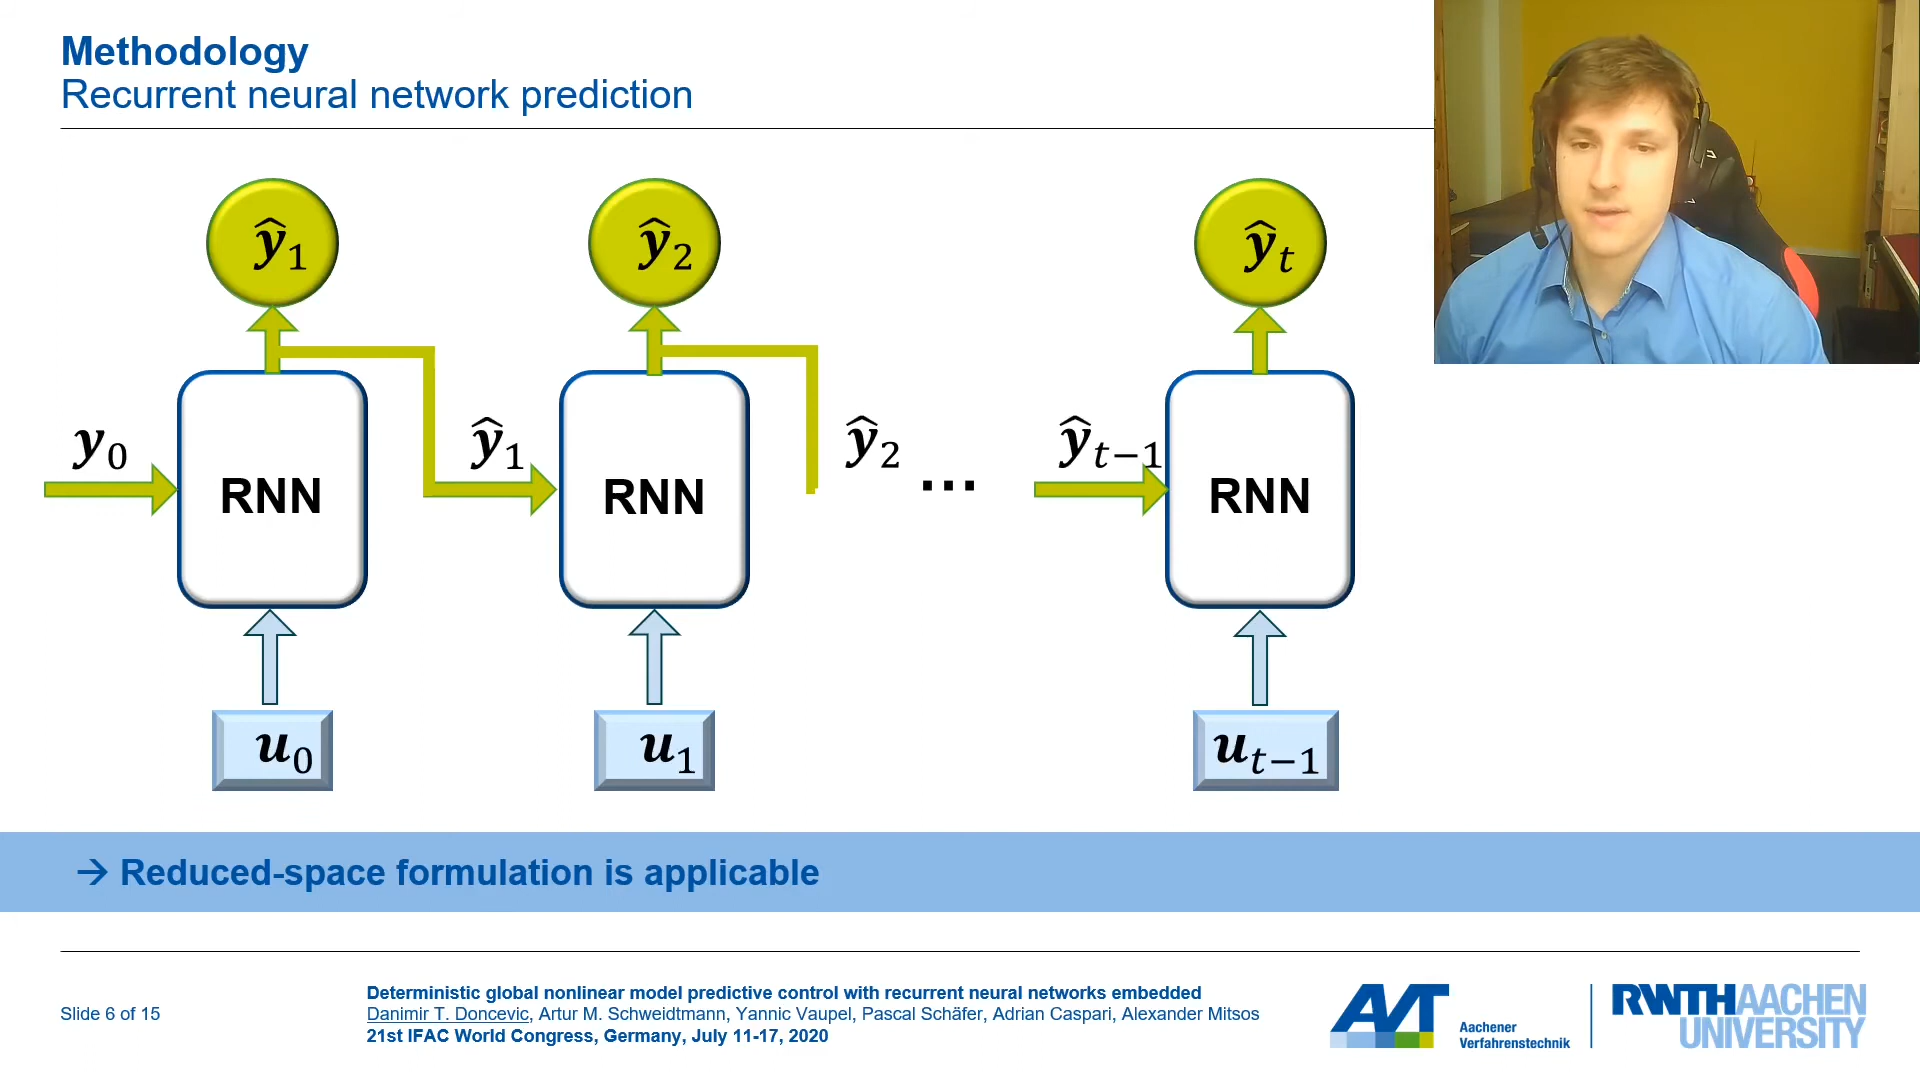 Methodology
Recurrent neural network prediction
ŷ₁
ŷ₂
ŷₜ
y₀
ŷ₁
ŷ₂
...
ŷₜ₋₁
RNN
RNN
RNN
u₀
u₁
uₜ₋₁
→ Reduced-space formulation is applicable
Slide 6 of 15
Deterministic global nonlinear model predictive control with recurrent neural networks embedded
Danimir T. Doncevic, Artur M. Schweidtmann, Yannic Vaupel, Pascal Schäfer, Adrian Caspari, Alexander Mitsos
21st IFAC World Congress, Germany, July 11-17, 2020
AVT
Aachener
Verfahrenstechnik
RWTHAACHEN
UNIVERSITY